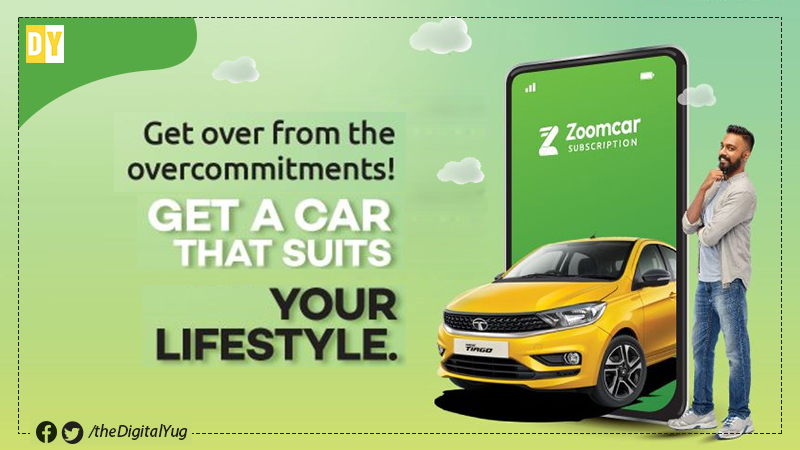 DY
Get over from the
overcommitments!
GET A CAR
THAT SUITS
YOUR
LIFESTYLE.
Zoomcar
SUBSCRIPTION
TIAGO
/theDigitalYug